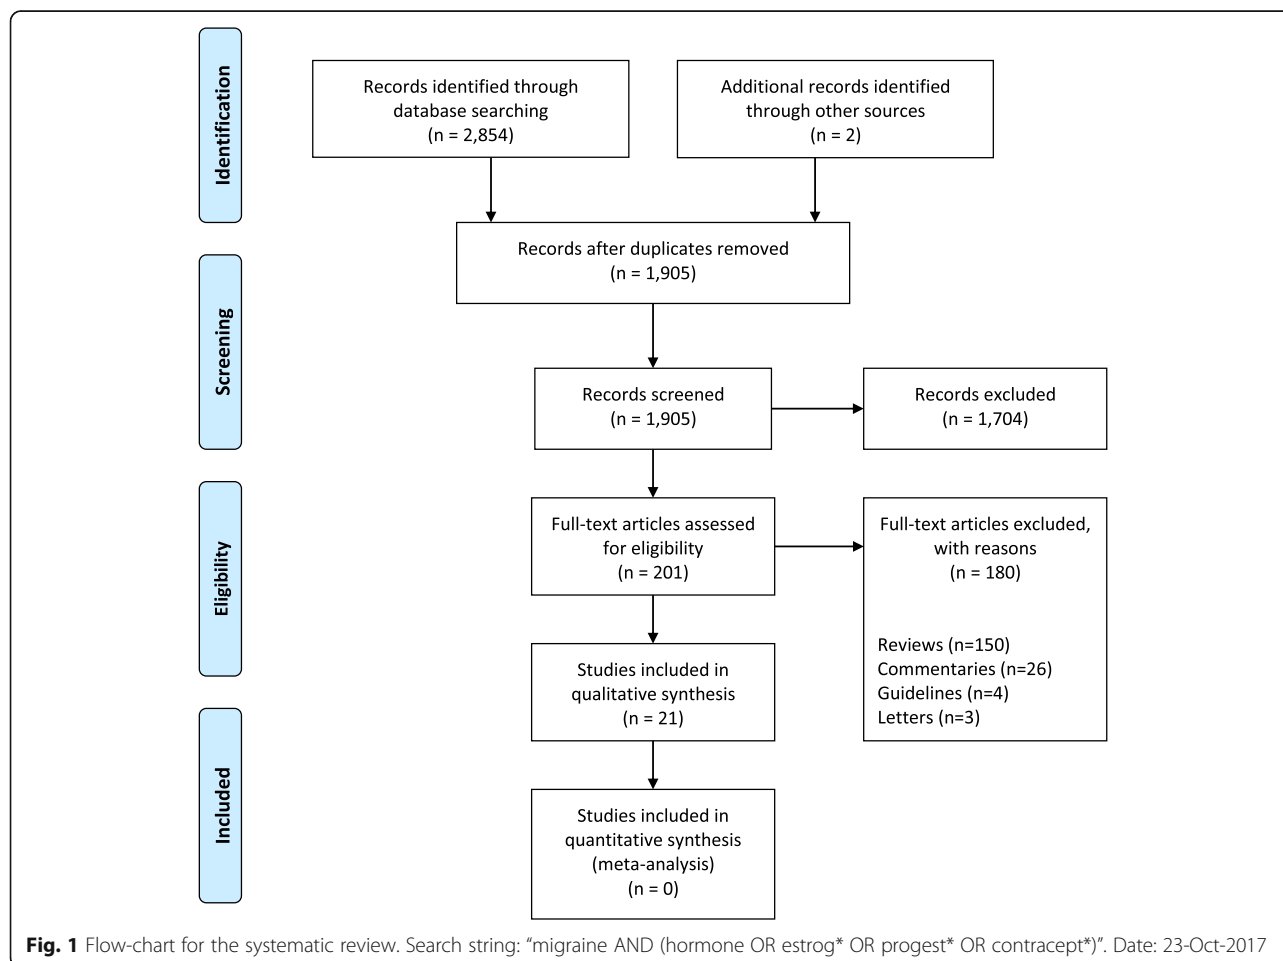 Identification
Records identified through
database searching
(n = 2,854)
Additional records identified
through other sources
(n = 2)
Records after duplicates removed
(n = 1,905)
Screening
Records screened
(n = 1,905)
Records excluded
(n = 1,704)
Eligibility
Full-text articles assessed
for eligibility
(n = 201)
Full-text articles excluded,
with reasons
(n = 180)
Reviews (n=150)
Commentaries (n=26)
Guidelines (n=4)
Letters (n=3)
Studies included in
qualitative synthesis
(n = 21)
Included
Studies included in
quantitative synthesis
(meta-analysis)
(n = 0)
Fig. 1 Flow-chart for the systematic review. Search string: “migraine AND (hormone OR estrog* OR progest* OR contracept*)”. Date: 23-Oct-2017